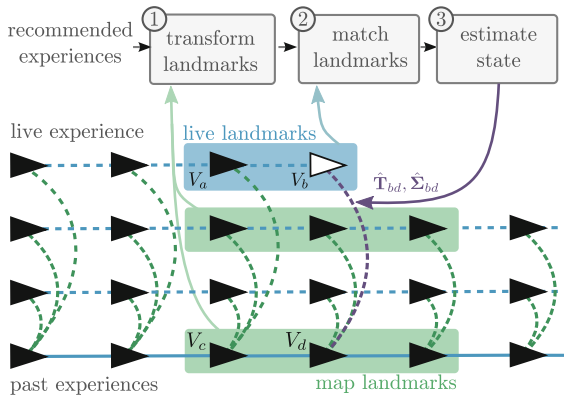 recommended
experiences
1
transform
landmarks
2
match
landmarks
3
estimate
state
live experience
live landmarks
V_a
V_b
T̂_bd, Σ̂_bd
V_c
V_d
past experiences
map landmarks